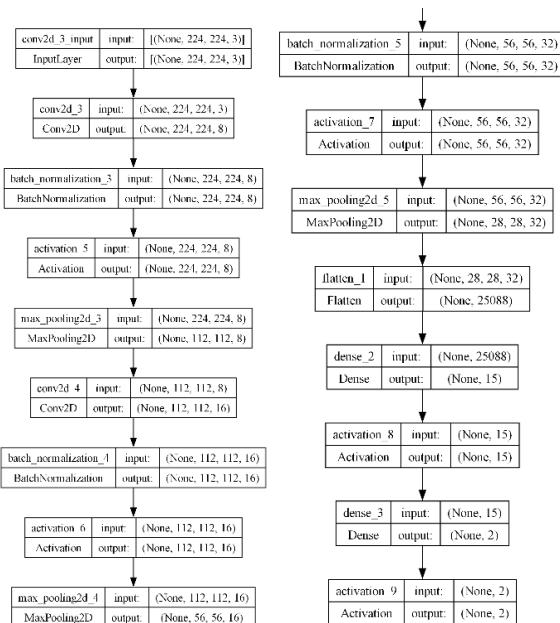 conv2d_3_input input: [(None, 224, 224, 3)]
InputLayer output: [(None, 224, 224, 3)]
conv2d_3 input: (None, 224, 224, 3)
Conv2D output: (None, 224, 224, 8)
batch_normalization_3 input: (None, 224, 224, 8)
BatchNormalization output: (None, 224, 224, 8)
activation_5 input: (None, 224, 224, 8)
Activation output: (None, 224, 224, 8)
max_pooling2d_3 input: (None, 224, 224, 8)
MaxPooling2D output: (None, 112, 112, 8)
conv2d_4 input: (None, 112, 112, 8)
Conv2D output: (None, 112, 112, 16)
batch_normalization_4 input: (None, 112, 112, 16)
BatchNormalization output: (None, 112, 112, 16)
activation_6 input: (None, 112, 112, 16)
Activation output: (None, 112, 112, 16)
max_pooling2d_4 input: (None, 112, 112, 16)
MaxPooling2D output: (None, 56, 56, 16)
batch_normalization_5 input: (None, 56, 56, 32)
BatchNormalization output: (None, 56, 56, 32)
activation_7 input: (None, 56, 56, 32)
Activation output: (None, 56, 56, 32)
max_pooling2d_5 input: (None, 56, 56, 32)
MaxPooling2D output: (None, 28, 28, 32)
flatten_1 input: (None, 28, 28, 32)
Flatten output: (None, 25088)
dense_2 input: (None, 25088)
Dense output: (None, 15)
activation_8 input: (None, 15)
Activation output: (None, 15)
dense_3 input: (None, 15)
Dense output: (None, 2)
activation_9 input: (None, 2)
Activation output: (None, 2)